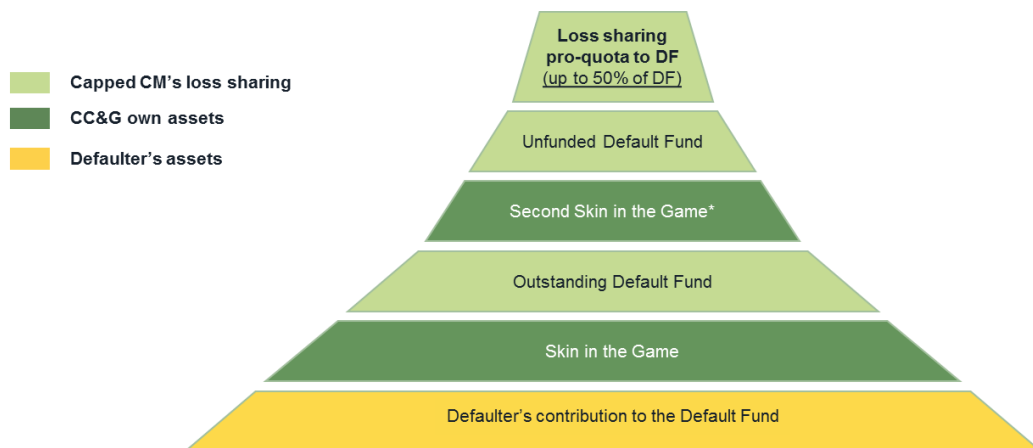 Loss sharing
pro-quota to DF
(up to 50% of DF)
Capped CM's loss sharing
CC&G own assets
Defaulter's assets
Unfunded Default Fund
Second Skin in the Game*
Outstanding Default Fund
Skin in the Game
Defaulter's contribution to the Default Fund